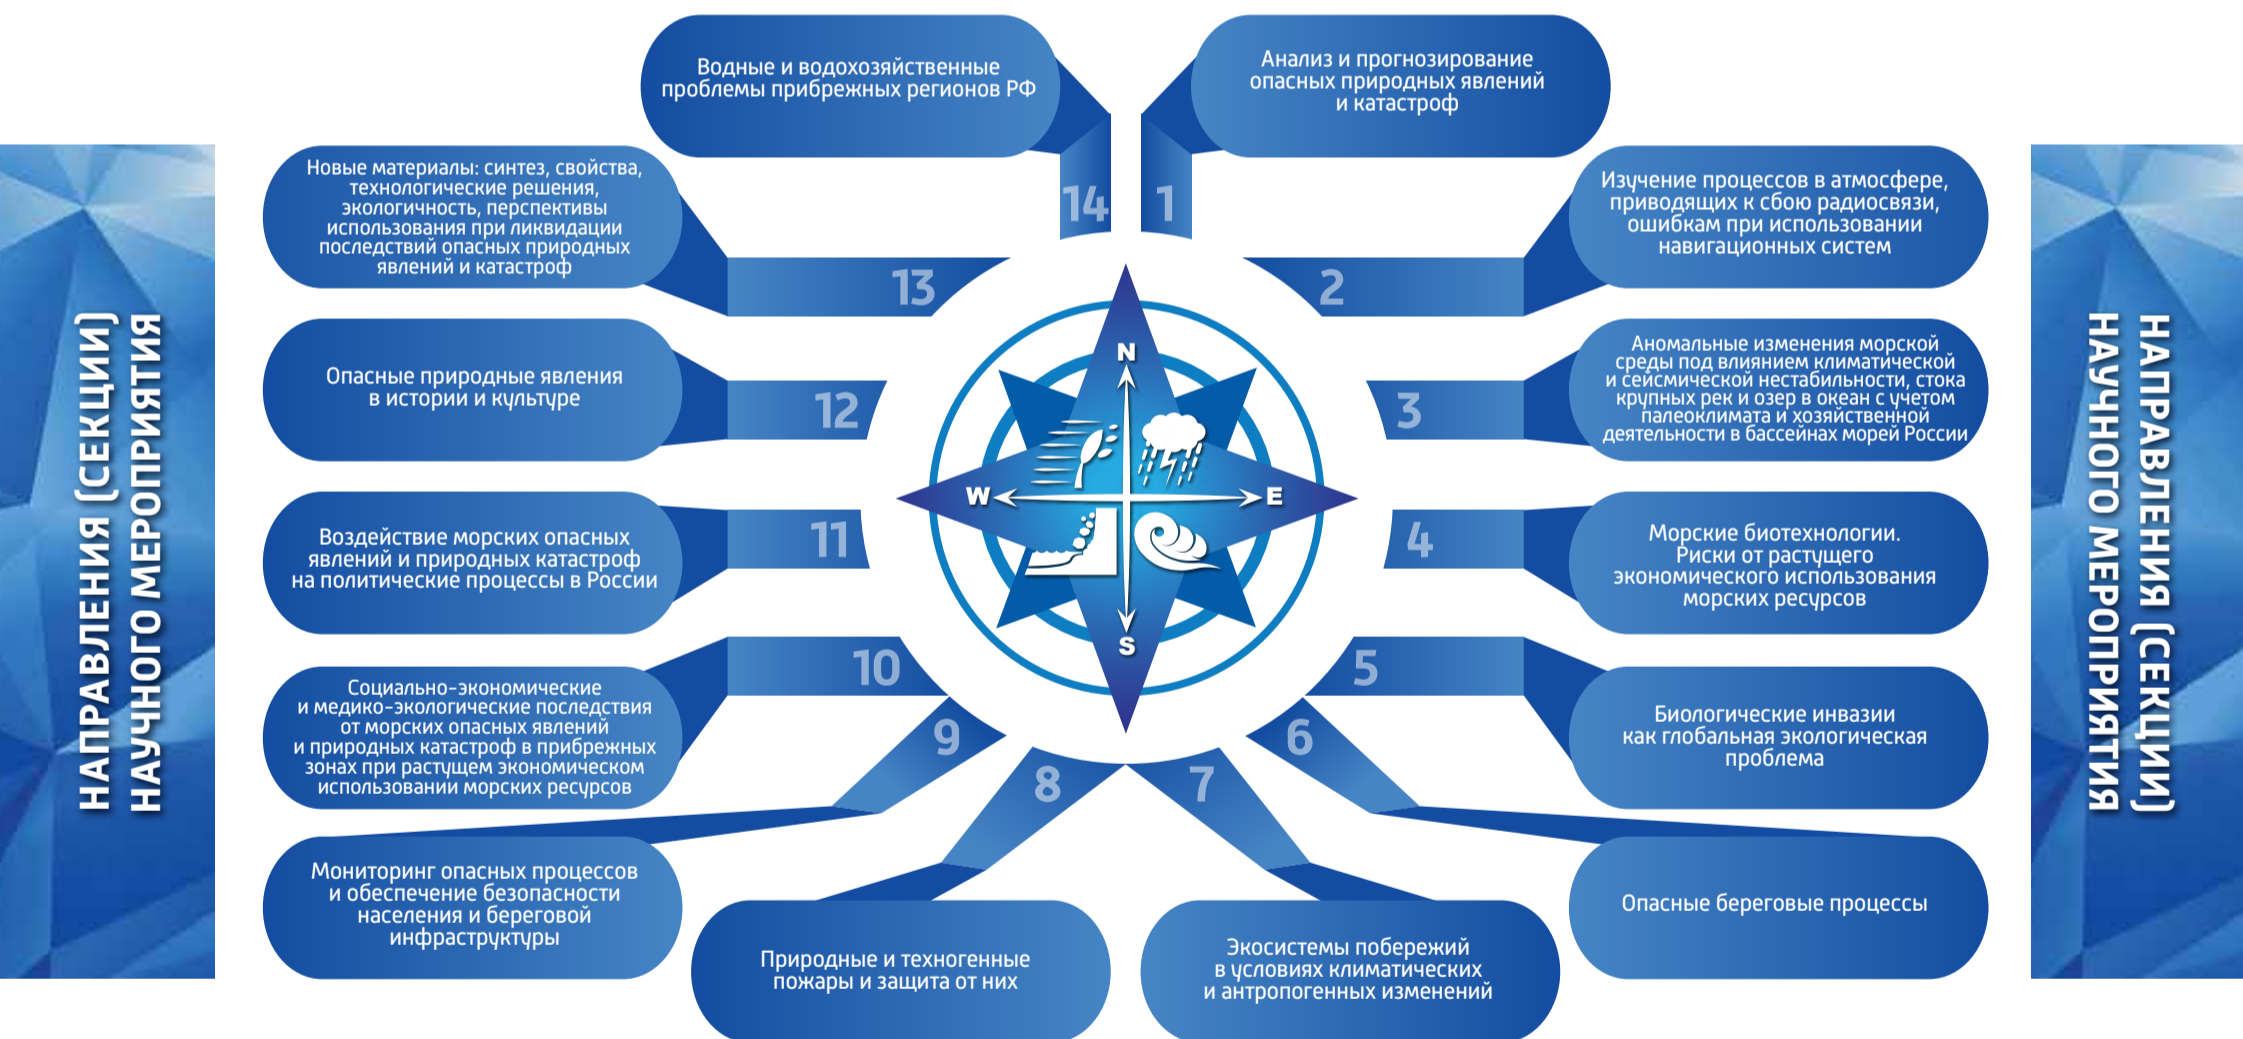 НАПРАВЛЕНИЯ (СЕКЦИИ)
НАУЧНОГО МЕРОПРИЯТИЯ
1
Анализ и прогнозирование
опасных природных явлений
и катастроф
2
Изучение процессов в атмосфере,
приводящих к сбою радиосвязи,
ошибкам при использовании
навигационных систем
3
Аномальные изменения морской
среды под влиянием климатической
и сейсмической нестабильности, стока
крупных рек и озер в океан с учетом
палеоклимата и хозяйственной
деятельности в бассейнах морей России
4
Морские биотехнологии.
Риски от растущего
экономического использования
морских ресурсов
5
Биологические инвазии
как глобальная экологическая
проблема
6
Опасные береговые процессы
7
Экосистемы побережий
в условиях климатических
и антропогенных изменений
8
Природные и техногенные
пожары и защита от них
9
Мониторинг опасных процессов
и обеспечение безопасности
населения и береговой
инфраструктуры
10
Социально-экономические
и медико-экологические последствия
от морских опасных явлений
и природных катастроф в прибрежных
зонах при растущем экономическом
использовании морских ресурсов
11
Воздействие морских опасных
явлений и природных катастроф
на политические процессы в России
12
Опасные природные явления
в истории и культуре
13
Новые материалы: синтез, свойства,
технологические решения,
экологичность, перспективы
использования при ликвидации
последствий опасных природных
явлений и катастроф
14
Водные и водохозяйственные
проблемы прибрежных регионов РФ
N
W
E
S
НАПРАВЛЕНИЯ (СЕКЦИИ)
НАУЧНОГО МЕРОПРИЯТИЯ